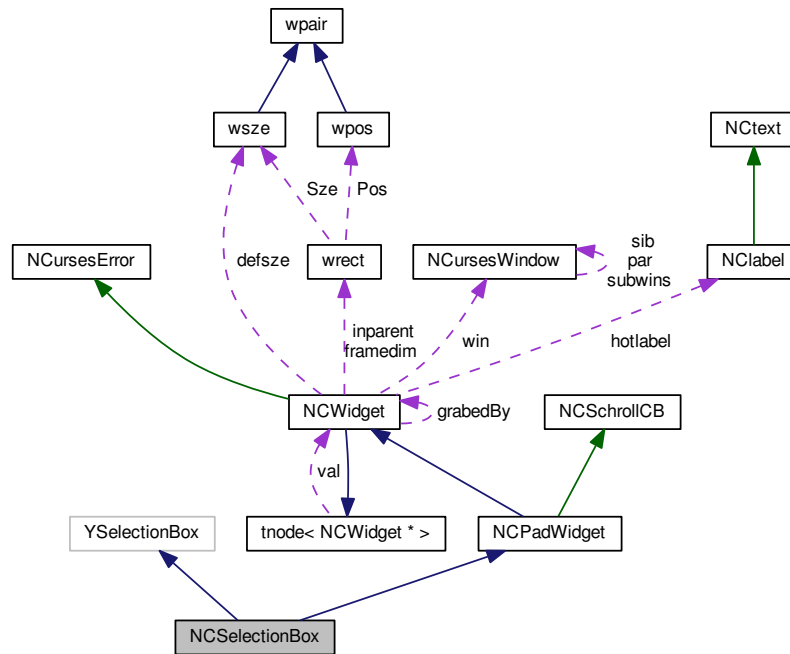 wpair
wsze
wpos
NCtext
Sze
Pos
NCursesError
defsze
wrect
NCursesWindow
sib
par
subwins
NClabel
inparent
framedim
win
hotlabel
NCWidget
grabedBy
NCSchrollCB
val
YSelectionBox
tnode< NCWidget * >
NCPadWidget
NCSelectionBox